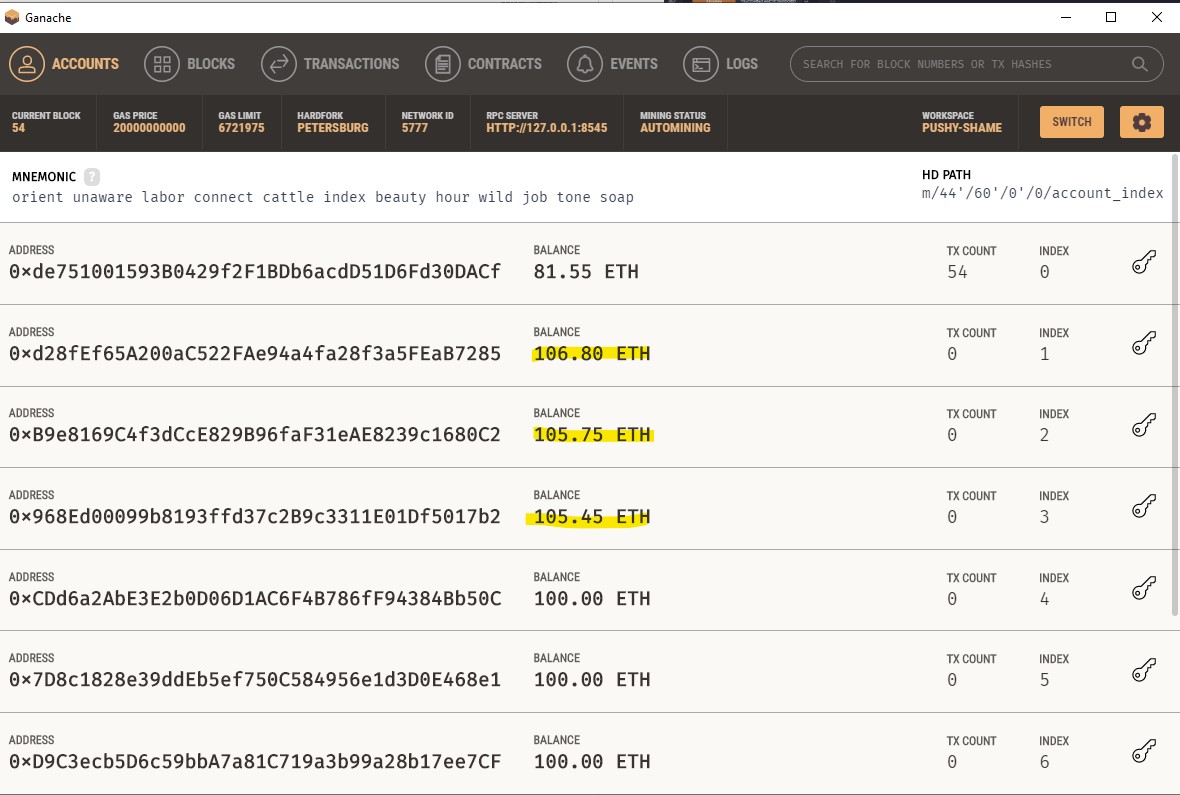 Ganache
ACCOUNTS BLOCKS TRANSACTIONS CONTRACTS EVENTS LOGS SEARCH FOR BLOCK NUMBERS OR TX HASHES
CURRENT BLOCK GAS PRICE GAS LIMIT HARDFORK NETWORK ID RPC SERVER MINING STATUS WORKSPACE
54 20000000000 6721975 PETERSBURG 5777 HTTP://127.0.0.1:8545 AUTOMINING PUSHY-SHAME SWITCH
MNEMONIC ? HD PATH
orient unaware labor connect cattle index beauty hour wild job tone soap m/44'/60'/0'/0/account_index
ADDRESS BALANCE TX COUNT INDEX
0×de751001593B0429f2F1BDb6acdD51D6Fd30DACf 81.55 ETH 54 0
ADDRESS BALANCE TX COUNT INDEX
0×d28fEf65A200aC522FAe94a4fa28f3a5FEaB7285 106.80 ETH 0 1
ADDRESS BALANCE TX COUNT INDEX
0×B9e8169C4f3dCcE829B96faF31eAE8239c1680C2 105.75 ETH 0 2
ADDRESS BALANCE TX COUNT INDEX
0×968Ed00099b8193ffd37c2B9c3311E01Df5017b2 105.45 ETH 0 3
ADDRESS BALANCE TX COUNT INDEX
0×CDd6a2AbE3E2b0D06D1AC6F4B786fF94384Bb50C 100.00 ETH 0 4
ADDRESS BALANCE TX COUNT INDEX
0×7D8c1828e39ddEb5ef750C584956e1d3D0E468e1 100.00 ETH 0 5
ADDRESS BALANCE TX COUNT INDEX
0×D9C3ecb5D6c59bbA7a81C719a3b99a28b17ee7CF 100.00 ETH 0 6